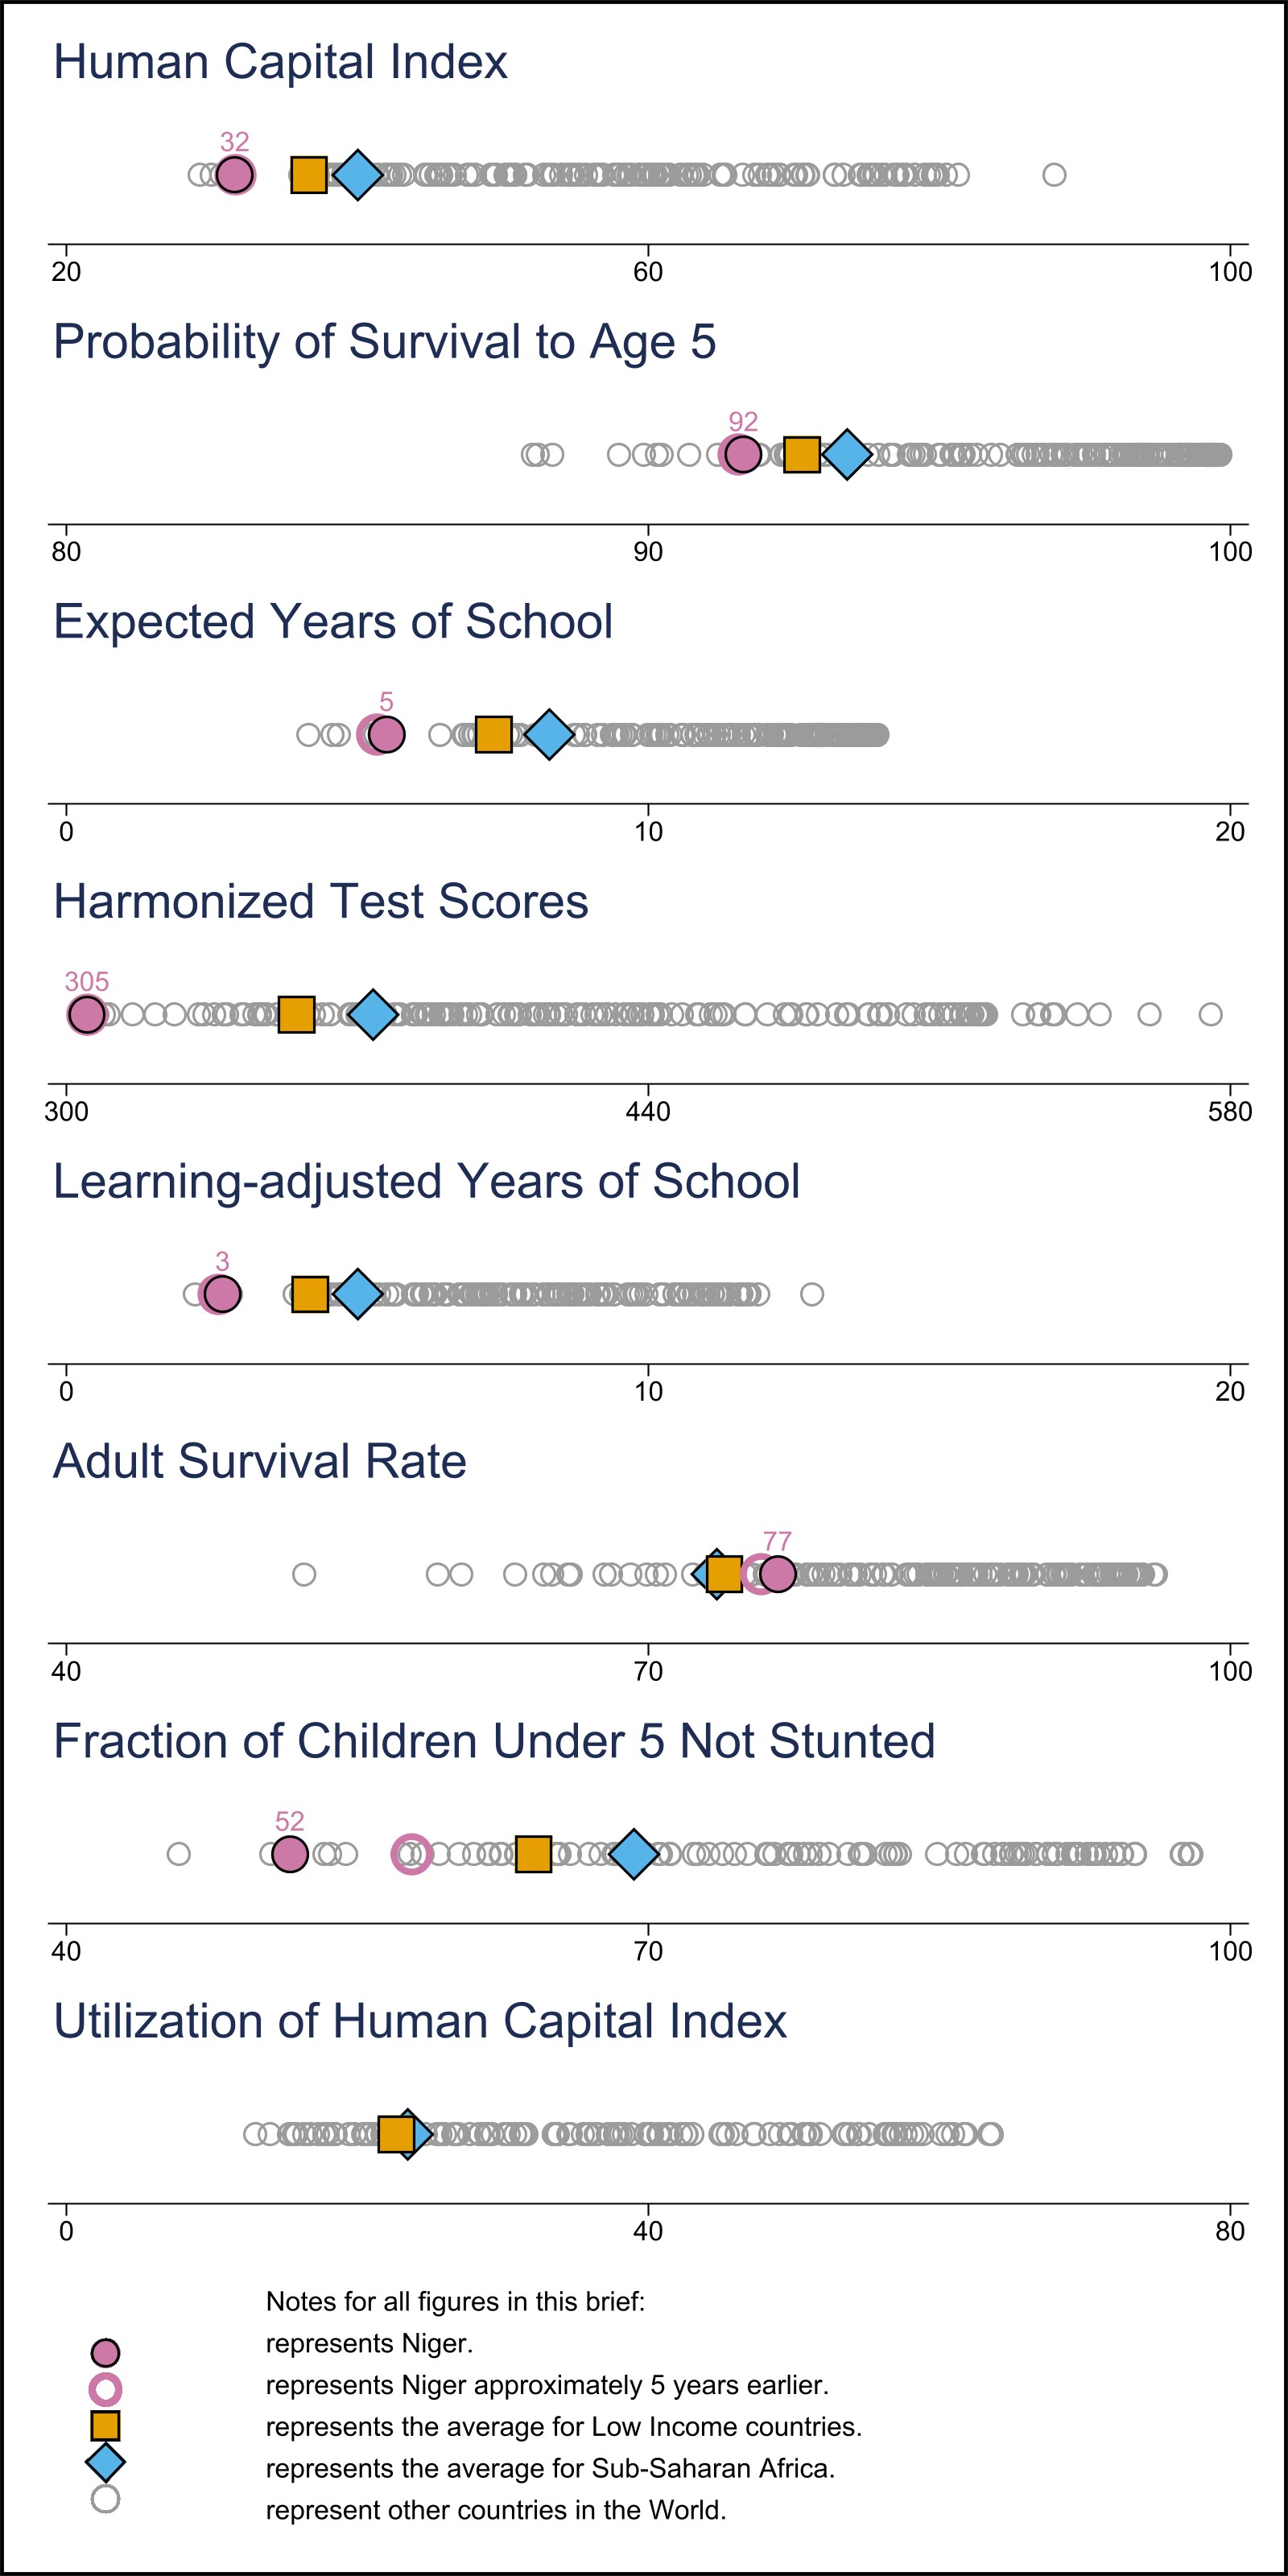 Human Capital Index
32
20 60 100
Probability of Survival to Age 5
92
80 90 100
Expected Years of School
5
0 10 20
Harmonized Test Scores
305
300 440 580
Learning-adjusted Years of School
3
0 10 20
Adult Survival Rate
77
40 70 100
Fraction of Children Under 5 Not Stunted
52
40 70 100
Utilization of Human Capital Index
0 40 80
Notes for all figures in this brief:
represents Niger.
represents Niger approximately 5 years earlier.
represents the average for Low Income countries.
represents the average for Sub-Saharan Africa.
represent other countries in the World.